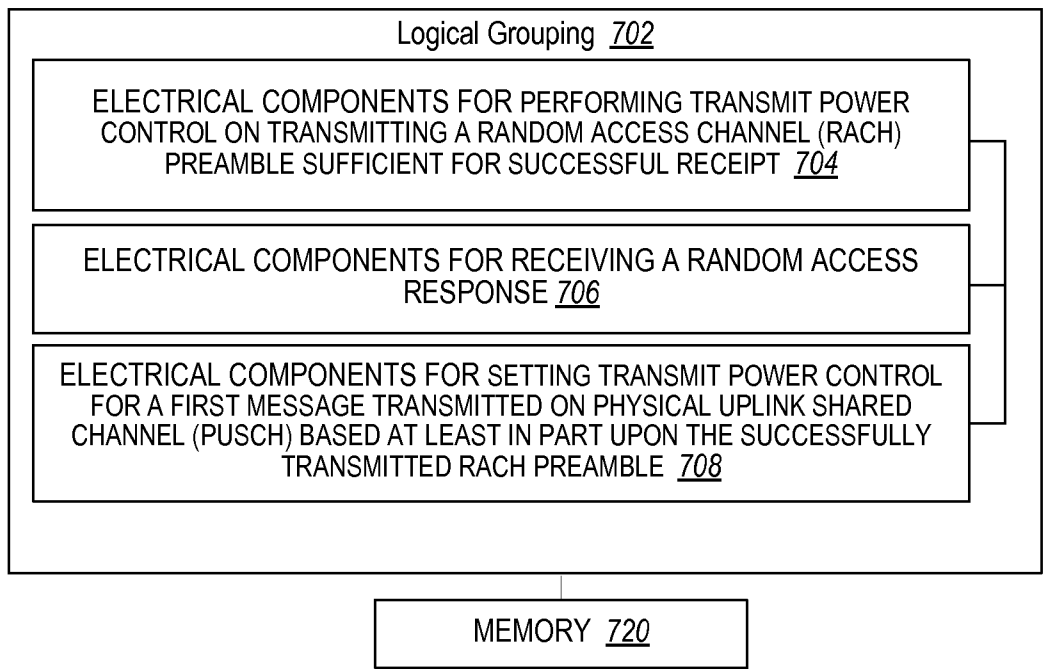 Logical Grouping 702
ELECTRICAL COMPONENTS FOR PERFORMING TRANSMIT POWER
CONTROL ON TRANSMITTING A RANDOM ACCESS CHANNEL (RACH)
PREAMBLE SUFFICIENT FOR SUCCESSFUL RECEIPT 704
ELECTRICAL COMPONENTS FOR RECEIVING A RANDOM ACCESS
RESPONSE 706
ELECTRICAL COMPONENTS FOR SETTING TRANSMIT POWER CONTROL
FOR A FIRST MESSAGE TRANSMITTED ON PHYSICAL UPLINK SHARED
CHANNEL (PUSCH) BASED AT LEAST IN PART UPON THE SUCCESSFULLY
TRANSMITTED RACH PREAMBLE 708
MEMORY 720